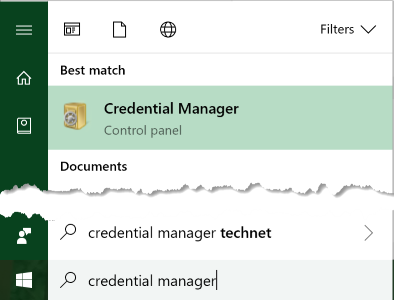 Filters
Best match
Credential Manager
Control panel
Documents
credential manager technet
credential manager